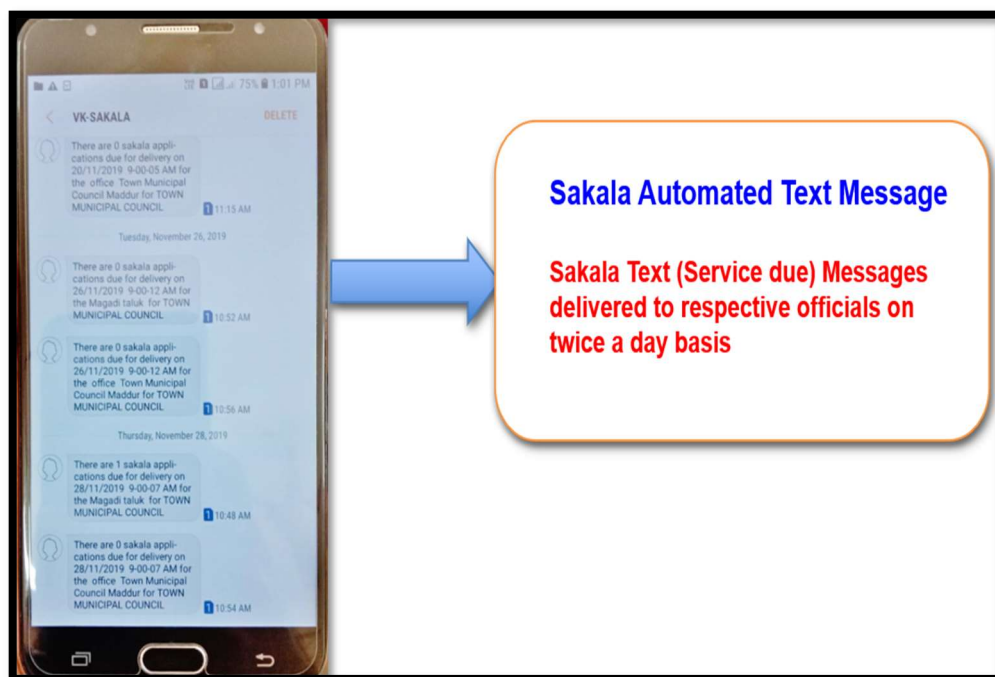 75% 1:01 PM
VK-SAKALA
DELETE
There are 0 sakala appli-
cations due for delivery on
20/11/2019 9-00-05 AM for
the office Town Municipal
Council Maddur for TOWN
MUNICIPAL COUNCIL
1 11:15 AM
Tuesday, November 26, 2019
There are 0 sakala appli-
cations due for delivery on
26/11/2019 9-00-12 AM for
the Magadi taluk for TOWN
MUNICIPAL COUNCIL
1 10:52 AM
There are 0 sakala appli-
cations due for delivery on
26/11/2019 9-00-12 AM for
the office Town Municipal
Council Maddur for TOWN
MUNICIPAL COUNCIL
1 10:56 AM
Thursday, November 28, 2019
There are 1 sakala appli-
cations due for delivery on
28/11/2019 9-00-07 AM for
the Magadi taluk for TOWN
MUNICIPAL COUNCIL
1 10:48 AM
There are 0 sakala appli-
cations due for delivery on
28/11/2019 9-00-07 AM for
the office Town Municipal
Council Maddur for TOWN
MUNICIPAL COUNCIL
1 10:54 AM
Sakala Automated Text Message
Sakala Text (Service due) Messages
delivered to respective officials on
twice a day basis